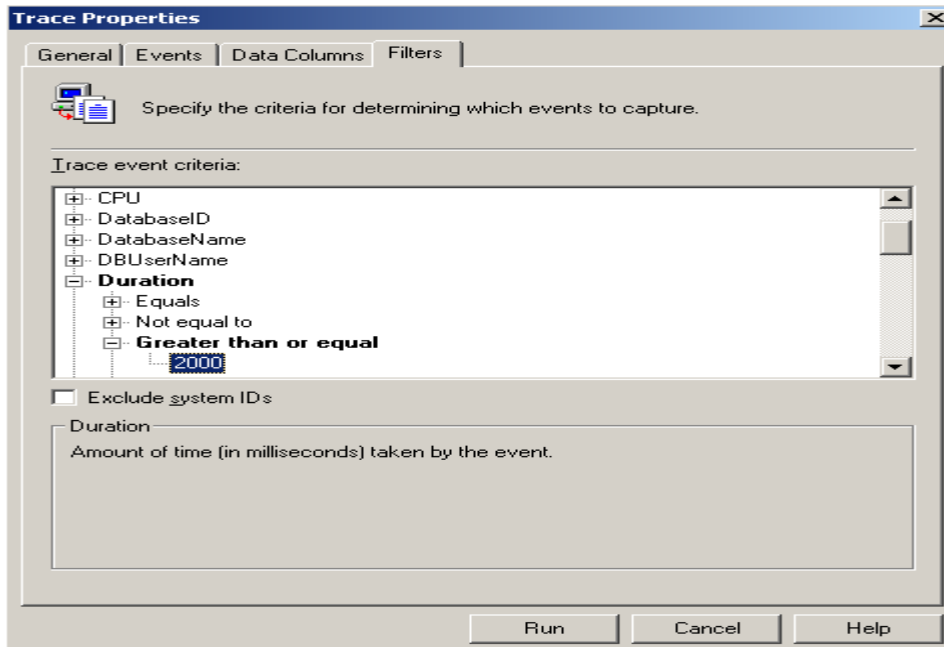 Trace Properties
General Events Data Columns Filters
Specify the criteria for determining which events to capture.
Trace event criteria:
CPU
DatabaseID
DatabaseName
DBUserName
Duration
Equals
Not equal to
Greater than or equal
2000
Exclude system IDs
Duration
Amount of time (in milliseconds) taken by the event.
Run Cancel Help